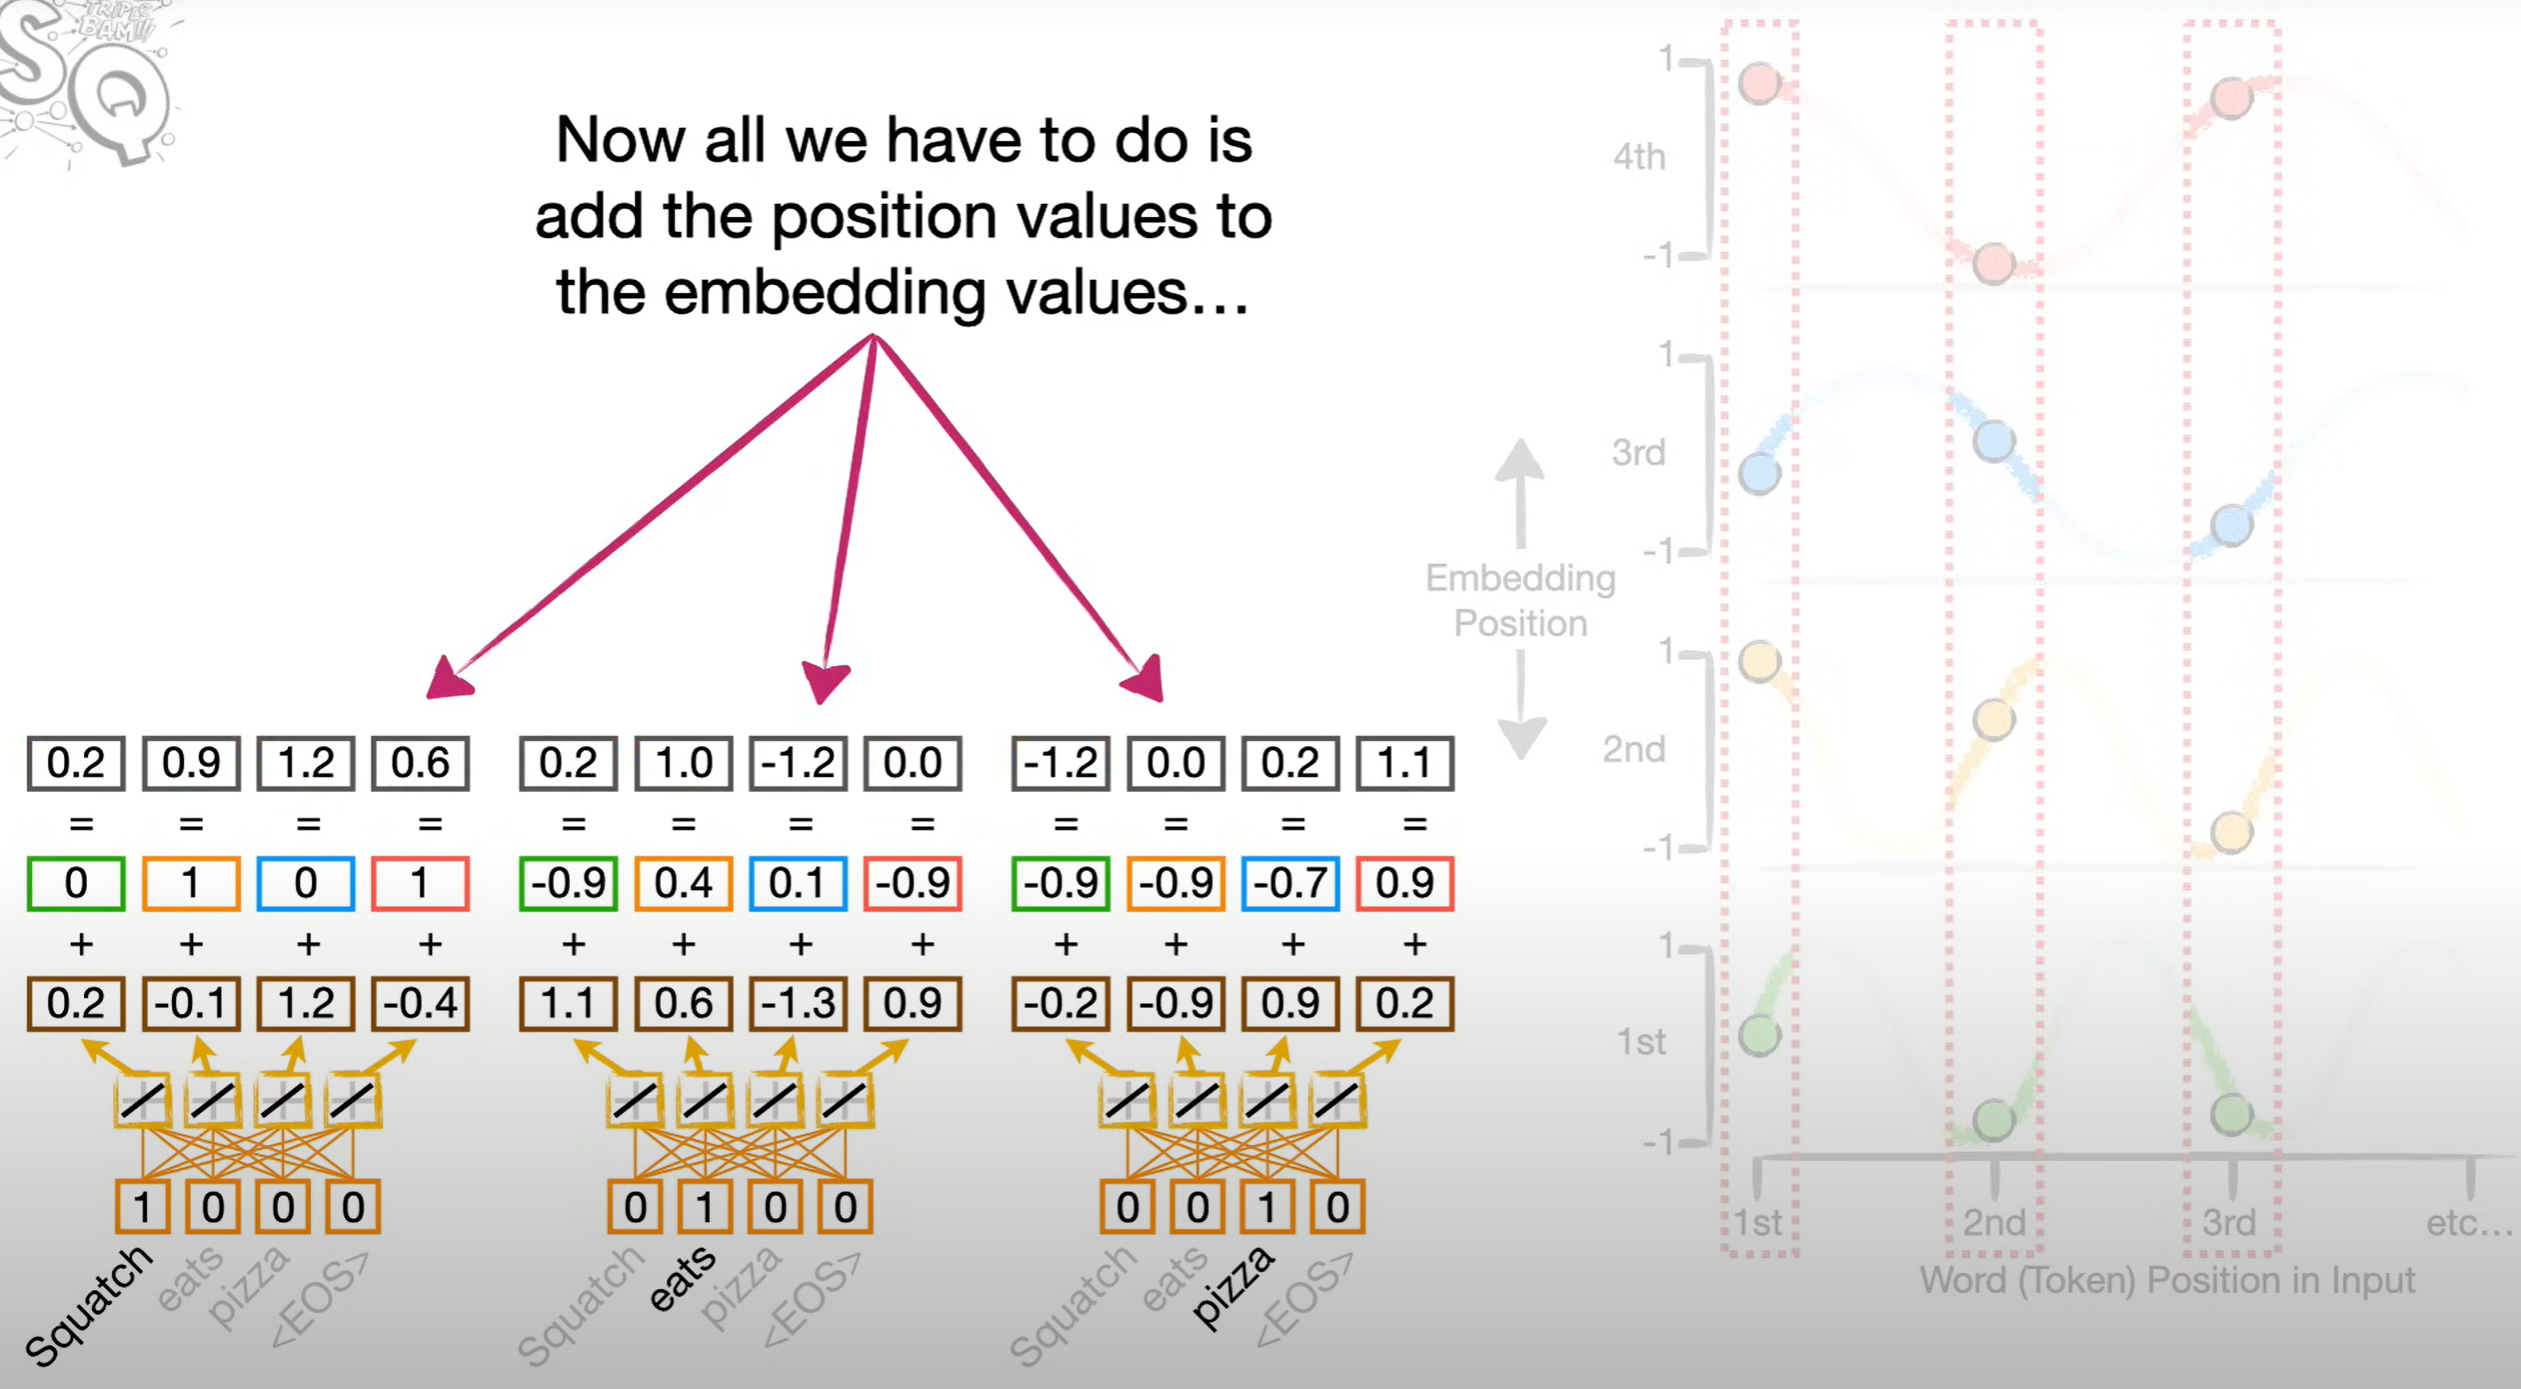 TRIPLE
BAM!!!
SQ
Now all we have to do is
add the position values to
the embedding values…
0.2 0.9 1.2 0.6 0.2 1.0 -1.2 0.0 -1.2 0.0 0.2 1.1
= = = = = = = = = = = =
0 1 0 1 -0.9 0.4 0.1 -0.9 -0.9 -0.9 -0.7 0.9
+ + + + + + + + + + + +
0.2 -0.1 1.2 -0.4 1.1 0.6 -1.3 0.9 -0.2 -0.9 0.9 0.2
1 0 0 0 0 1 0 0 0 0 1 0
Squatch eats pizza <EOS> Squatch eats pizza <EOS> Squatch eats pizza <EOS>
1
4th
-1
1
3rd
-1
Embedding
Position
1
2nd
-1
1
1st
-1
1st 2nd 3rd etc…
Word (Token) Position in Input